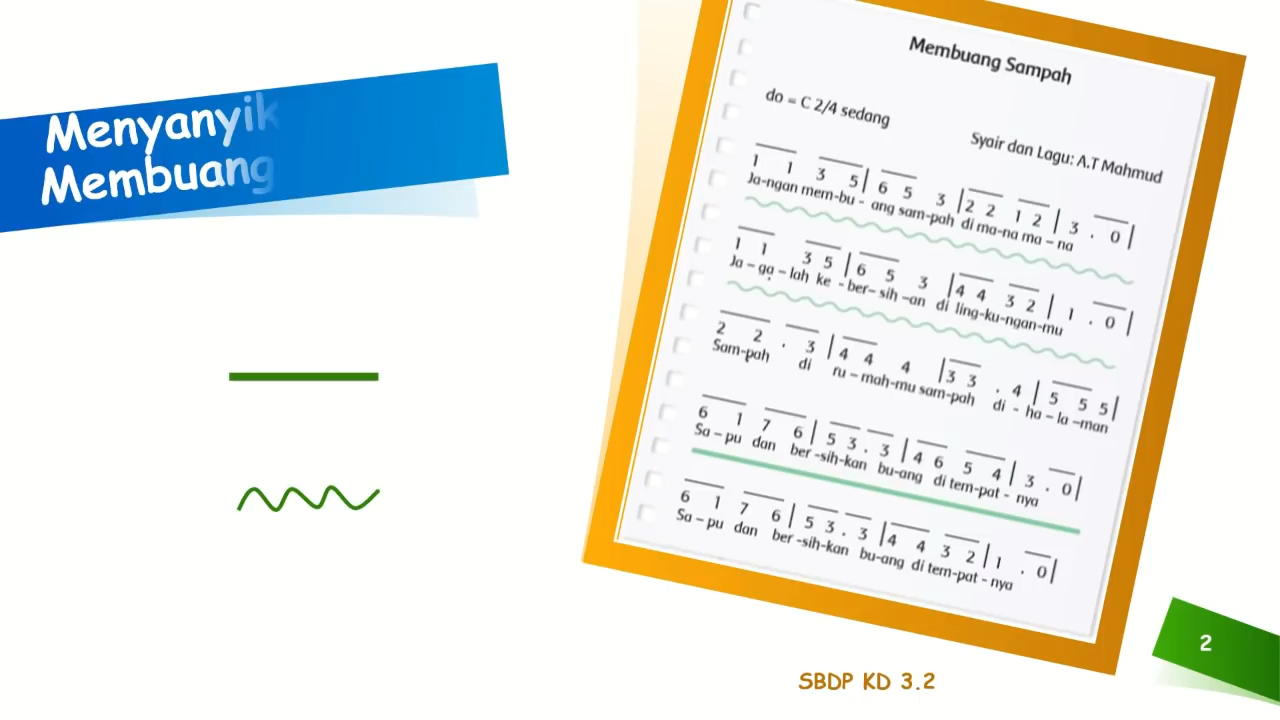 Menyanyik
Membuang
Membuang Sampah
do = C 2/4 sedang
Syair dan Lagu: A.T Mahmud
1 1 3 5 | 6 5 3 | 2 2 1 2 | 3 . 0 |
Ja-ngan mem-bu - ang sam-pah di ma-na ma - na
1 1 3 5 | 6 5 3 | 4 4 3 2 | 1 . 0 |
Ja - ga - lah ke - ber- sih -an di ling-ku-ngan-mu
2 2 . 3 | 4 4 4 | 3 3 . 4 | 5 5 5 |
Sam-pah di ru - mah-mu sam-pah di - ha - la -man
6 1 7 6 | 5 3 . 3 | 4 6 5 4 | 3 . 0 |
Sa - pu dan ber -sih-kan bu-ang di tem-pat - nya
6 1 7 6 | 5 3 . 3 | 4 4 3 2 | 1 . 0 |
Sa - pu dan ber -sih-kan bu-ang di tem-pat - nya
2
SBDP KD 3.2